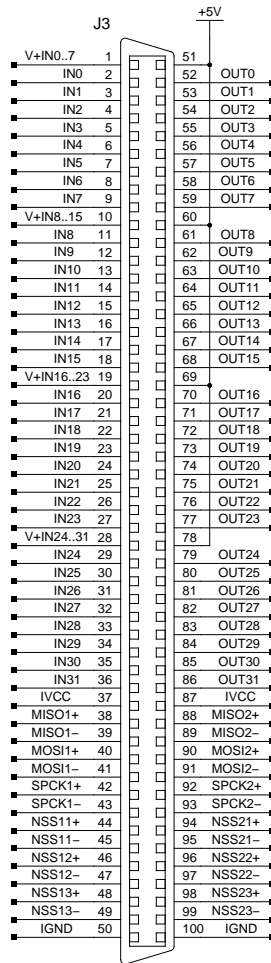 +5V
J3
V+IN0..7 1 51
IN0 2 52 OUT0
IN1 3 53 OUT1
IN2 4 54 OUT2
IN3 5 55 OUT3
IN4 6 56 OUT4
IN5 7 57 OUT5
IN6 8 58 OUT6
IN7 9 59 OUT7
V+IN8..15 10 60
IN8 11 61 OUT8
IN9 12 62 OUT9
IN10 13 63 OUT10
IN11 14 64 OUT11
IN12 15 65 OUT12
IN13 16 66 OUT13
IN14 17 67 OUT14
IN15 18 68 OUT15
V+IN16..23 19 69
IN16 20 70 OUT16
IN17 21 71 OUT17
IN18 22 72 OUT18
IN19 23 73 OUT19
IN20 24 74 OUT20
IN21 25 75 OUT21
IN22 26 76 OUT22
IN23 27 77 OUT23
V+IN24..31 28 78
IN24 29 79 OUT24
IN25 30 80 OUT25
IN26 31 81 OUT26
IN27 32 82 OUT27
IN28 33 83 OUT28
IN29 34 84 OUT29
IN30 35 85 OUT30
IN31 36 86 OUT31
IVCC 37 87 IVCC
MISO1+ 38 88 MISO2+
MISO1− 39 89 MISO2−
MOSI1+ 40 90 MOSI2+
MOSI1− 41 91 MOSI2−
SPCK1+ 42 92 SPCK2+
SPCK1− 43 93 SPCK2−
NSS11+ 44 94 NSS21+
NSS11− 45 95 NSS21−
NSS12+ 46 96 NSS22+
NSS12− 47 97 NSS22−
NSS13+ 48 98 NSS23+
NSS13− 49 99 NSS23−
IGND 50 100 IGND